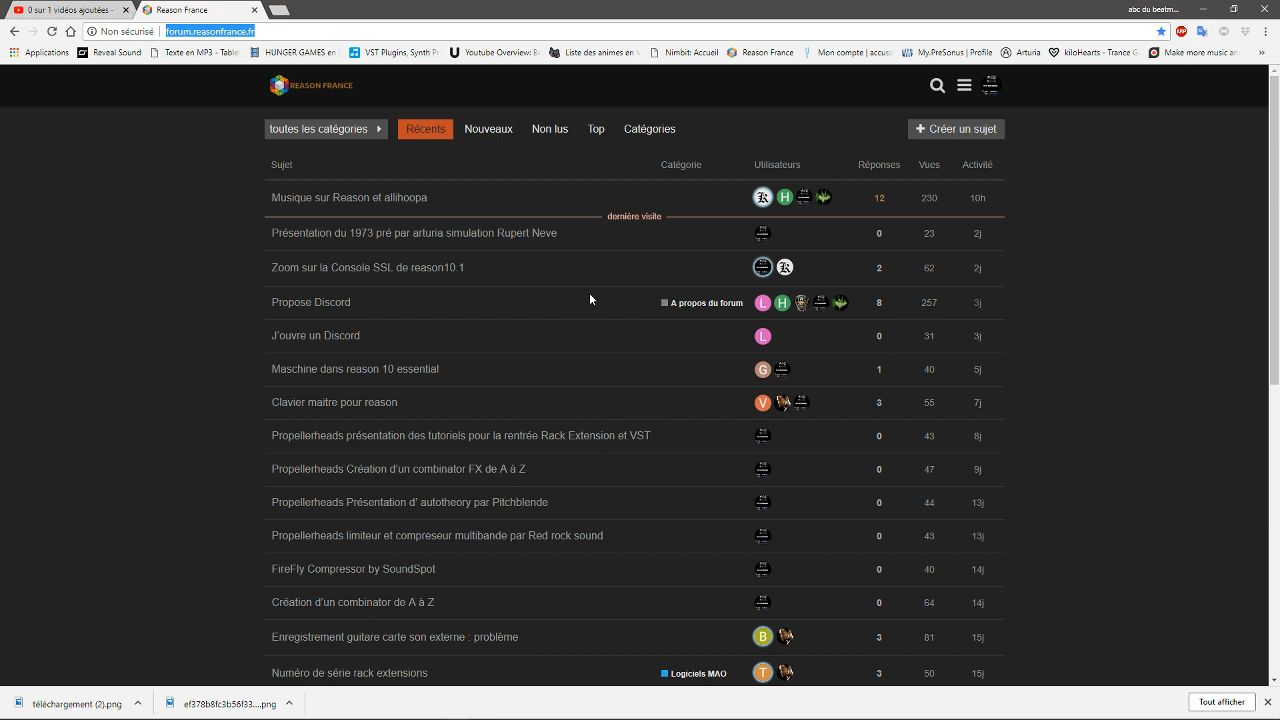 0 sur 1 vidéos ajoutées -
Reason France
abc du beatm...
Non sécurisé
forum.reasonfrance.fr
Applications
Reveal Sound
Texte en MP3 - Table
HUNGER GAMES en S
VST Plugins, Synth Pr
Youtube Overview: B
Liste des animes en V
Nimbit: Accueil
Reason France
Mon compte | accus
My.PreSonus | Profile
Arturia
kiloHearts - Trance G
Make more music an
REASON FRANCE
toutes les catégories
Récents
Nouveaux
Non lus
Top
Catégories
Créer un sujet
Sujet Catégorie Utilisateurs Réponses Vues Activité
Musique sur Reason et allihoopa 12 230 10h
dernière visite
Présentation du 1973 pré par arturia simulation Rupert Neve 0 23 2j
Zoom sur la Console SSL de reason10.1 2 62 2j
Propose Discord A propos du forum L H 8 257 3j
J'ouvre un Discord L 0 31 3j
Maschine dans reason 10 essential G 1 40 5j
Clavier maitre pour reason V 3 55 7j
Propellerheads présentation des tutoriels pour la rentrée Rack Extension et VST 0 43 8j
Propellerheads Création d'un combinator FX de A à Z 0 47 9j
Propellerheads Présentation d' autotheory par Pitchblende 0 44 13j
Propellerheads limiteur et compreseur multibande par Red rock sound 0 43 13j
FireFly Compressor by SoundSpot 0 40 14j
Création d'un combinator de A à Z 0 64 14j
Enregistrement guitare carte son externe : problème B 3 81 15j
Numéro de série rack extensions Logiciels MAO T 3 50 15j
téléchargement (2).png
ef378b8fc3b56f33....png
Tout afficher